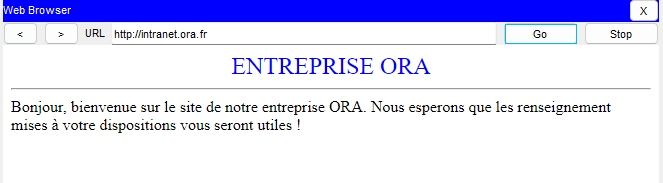 Web Browser X
< > URL http://intranet.ora.fr Go Stop
ENTREPRISE ORA
Bonjour, bienvenue sur le site de notre entreprise ORA. Nous esperons que les renseignement
mises à votre dispositions vous seront utiles !